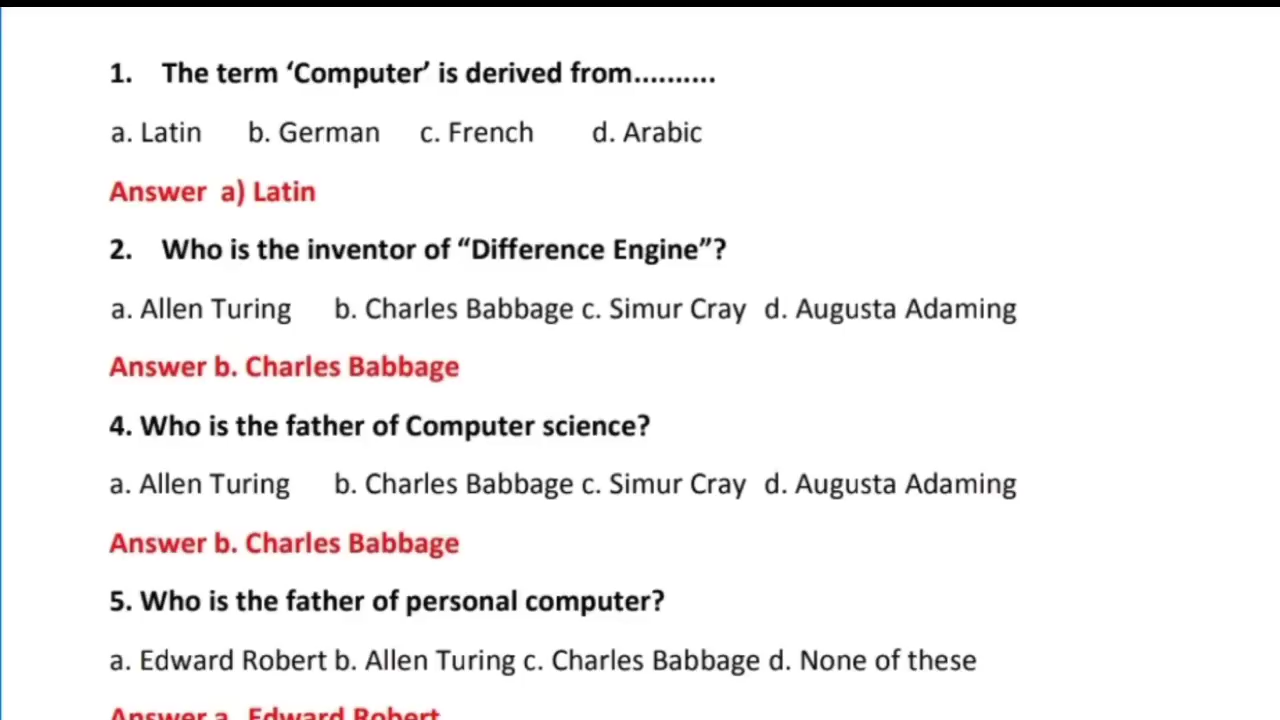 1. The term ‘Computer’ is derived from..........
a. Latin b. German c. French d. Arabic
Answer a) Latin
2. Who is the inventor of “Difference Engine”?
a. Allen Turing b. Charles Babbage c. Simur Cray d. Augusta Adaming
Answer b. Charles Babbage
4. Who is the father of Computer science?
a. Allen Turing b. Charles Babbage c. Simur Cray d. Augusta Adaming
Answer b. Charles Babbage
5. Who is the father of personal computer?
a. Edward Robert b. Allen Turing c. Charles Babbage d. None of these
Answer a. Edward Robert